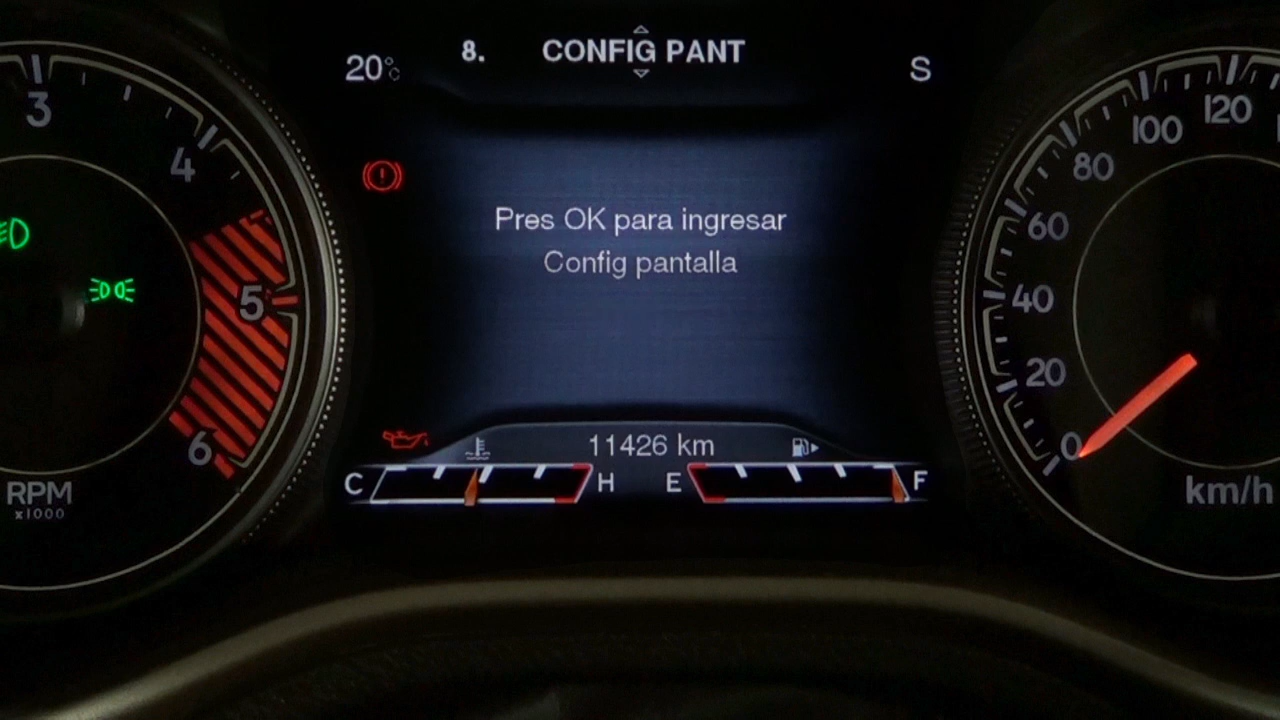 8. CONFIG PANT
20°C
S
Pres OK para ingresar
Config pantalla
11426 km
C
H
E
F
3
4
5
6
RPM
x1000
0
20
40
60
80
100
120
km/h